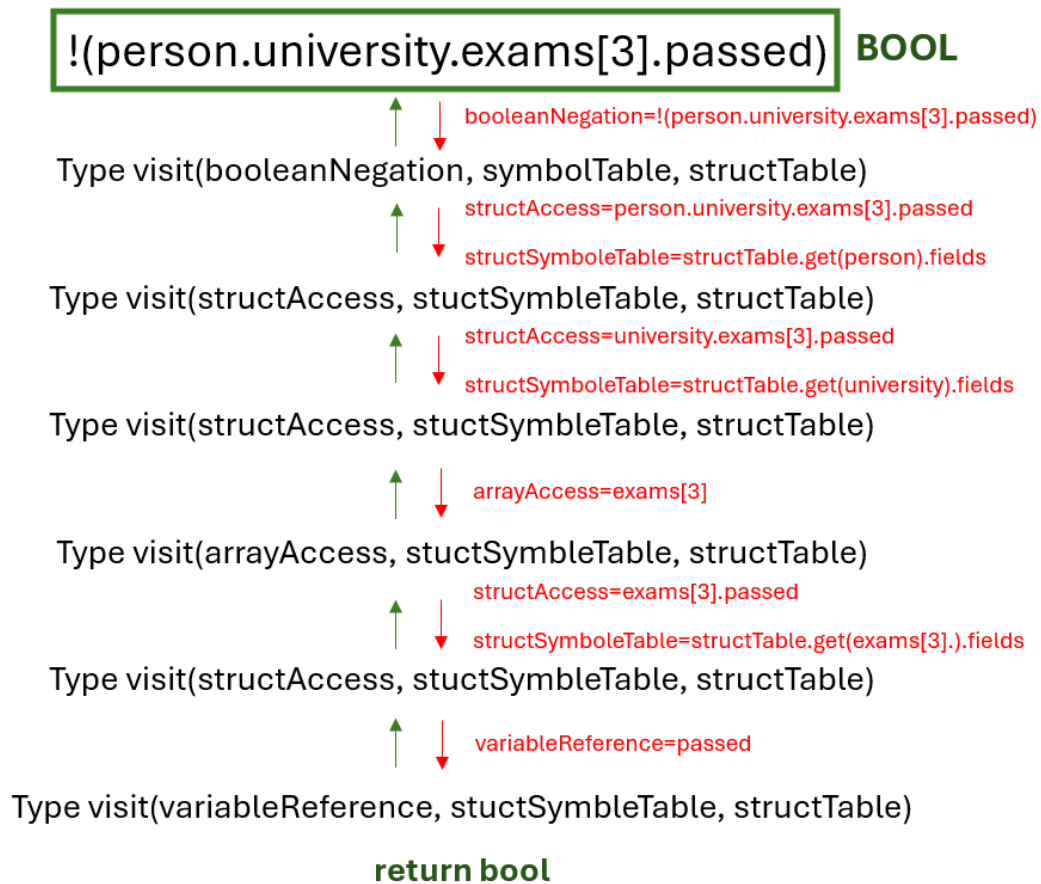 !(person.university.exams[3].passed) BOOL
booleanNegation=!(person.university.exams[3].passed)
Type visit(booleanNegation, symbolTable, structTable)
structAccess=person.university.exams[3].passed
structSymboleTable=structTable.get(person).fields
Type visit(structAccess, stuctSymbleTable, structTable)
structAccess=university.exams[3].passed
structSymboleTable=structTable.get(university).fields
Type visit(structAccess, stuctSymbleTable, structTable)
arrayAccess=exams[3]
Type visit(arrayAccess, stuctSymbleTable, structTable)
structAccess=exams[3].passed
structSymboleTable=structTable.get(exams[3].).fields
Type visit(structAccess, stuctSymbleTable, structTable)
variableReference=passed
Type visit(variableReference, stuctSymbleTable, structTable)
return bool